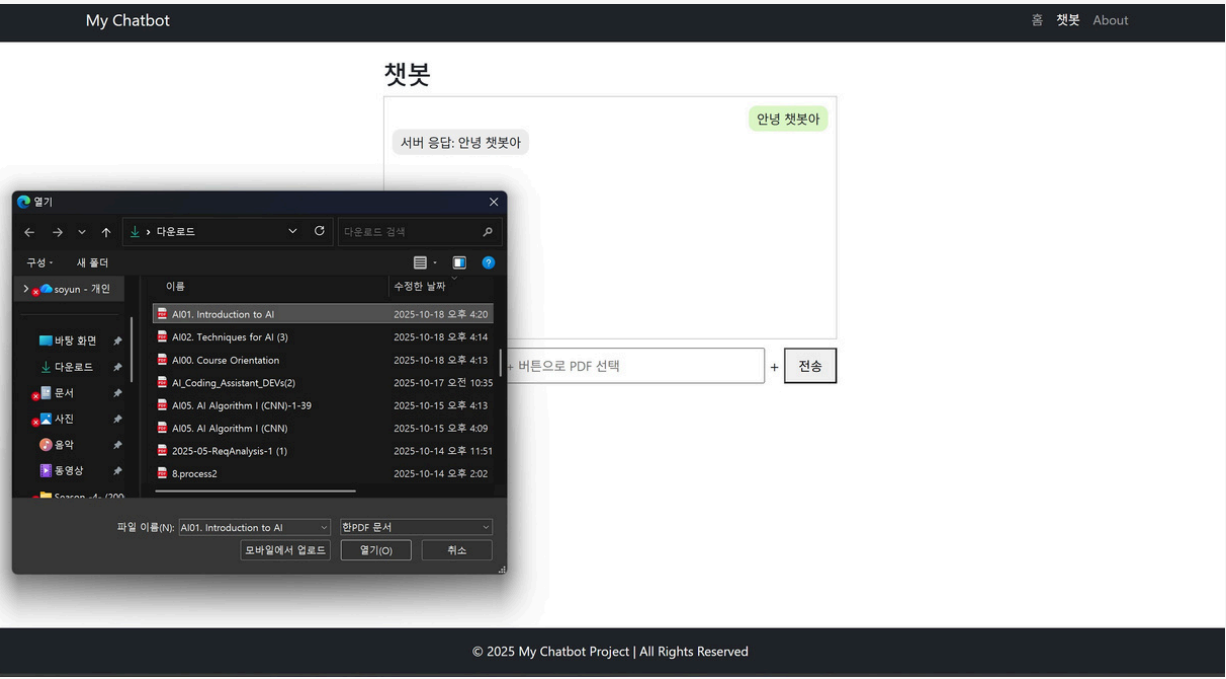 My Chatbot
홈 챗봇 About
챗봇
안녕 챗봇아
서버 응답: 안녕 챗봇아
열기
다운로드
다운로드 검색
구성
새 폴더
soyun - 개인
바탕 화면
다운로드
문서
사진
음악
동영상
Season -4- (200
이름 수정한 날짜
AI01. Introduction to AI 2025-10-18 오후 4:20
AI02. Techniques for AI (3) 2025-10-18 오후 4:14
AI00. Course Orientation 2025-10-18 오후 4:13
AI_Coding_Assistant_DEVs(2) 2025-10-17 오전 10:35
AI05. AI Algorithm I (CNN)-1-39 2025-10-15 오후 4:13
AI05. AI Algorithm I (CNN) 2025-10-15 오후 4:09
2025-05-ReqAnalysis-1 (1) 2025-10-14 오후 11:51
8.process2 2025-10-14 오후 2:02
파일 이름(N): AI01. Introduction to AI
한PDF 문서
모바일에서 업로드 열기(O) 취소
+ 버튼으로 PDF 선택
+ 전송
© 2025 My Chatbot Project | All Rights Reserved